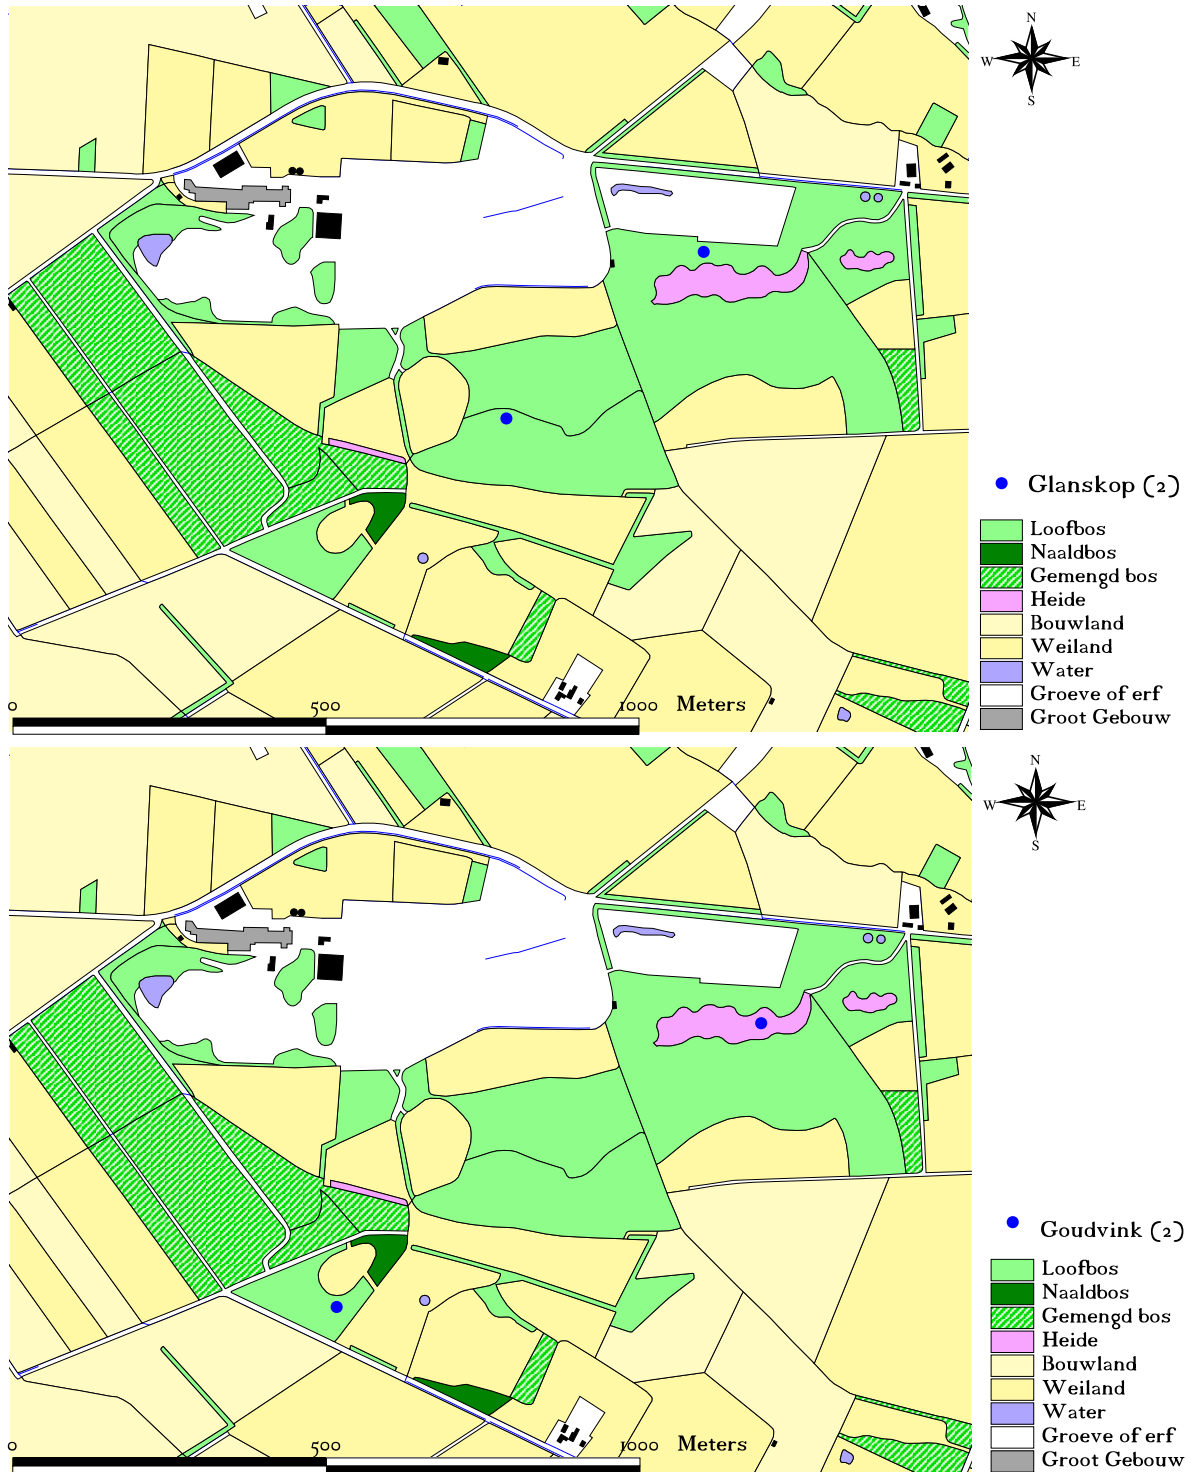 N
W E
S
Glanskop (2)
Loofbos
Naaldbos
Gemengd bos
Heide
Bouwland
Weiland
Water
Groeve of erf
Groot Gebouw
0 500 1000 Meters
N
W E
S
Goudvink (2)
Loofbos
Naaldbos
Gemengd bos
Heide
Bouwland
Weiland
Water
Groeve of erf
Groot Gebouw
0 500 1000 Meters